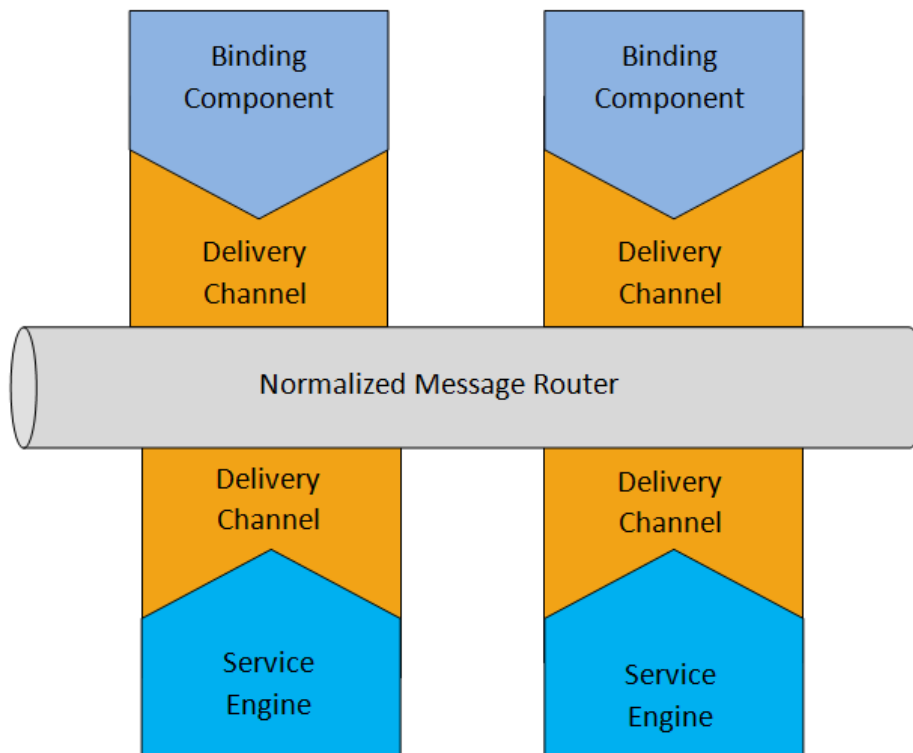 Binding
Component
Binding
Component
Delivery
Channel
Delivery
Channel
Normalized Message Router
Delivery
Channel
Delivery
Channel
Service
Engine
Service
Engine